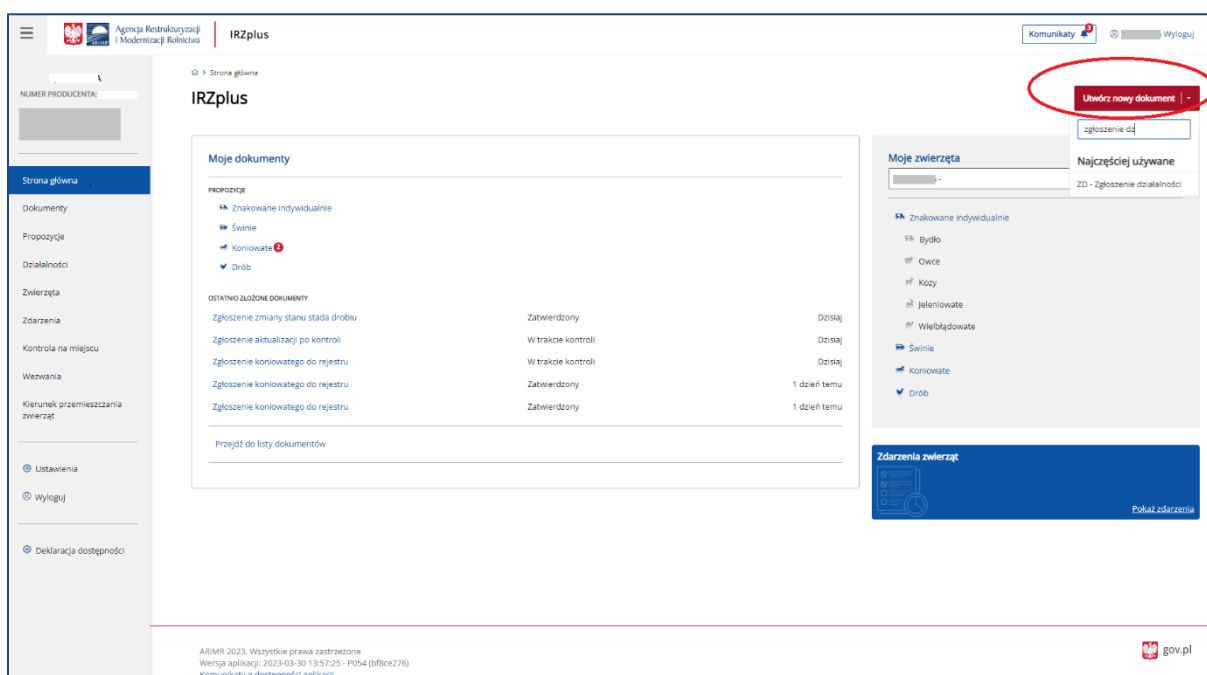 Agencja Restrukturyzacji
i Modernizacji Rolnictwa
ARiMR
IRZplus
Komunikaty 3
Wyloguj
A
NUMER PRODUCENTA:
Strona główna
Dokumenty
Propozycje
Działalności
Zwierzęta
Zdarzenia
Kontrola na miejscu
Wezwania
Kierunek przemieszczania
zwierząt
Ustawienia
Wyloguj
Deklaracja dostępności
Strona główna
IRZplus
Utwórz nowy dokument
zgłoszenie dz
Najczęściej używane
ZD - Zgłoszenie działalności
Moje dokumenty
PROPOZYCJE
Znakowane indywidualnie
Świnie
Koniowate 2
Drób
OSTATNIO ZŁOŻONE DOKUMENTY
Zgłoszenie zmiany stanu stada drobiu Zatwierdzony Dzisiaj
Zgłoszenie aktualizacji po kontroli W trakcie kontroli Dzisiaj
Zgłoszenie koniowatego do rejestru W trakcie kontroli Dzisiaj
Zgłoszenie koniowatego do rejestru Zatwierdzony 1 dzień temu
Zgłoszenie koniowatego do rejestru Zatwierdzony 1 dzień temu
Przejdź do listy dokumentów
Moje zwierzęta
-
Znakowane indywidualnie
Bydło
Owce
Kozy
Jeleniowate
Wielbłądowate
Świnie
Koniowate
Drób
Zdarzenia zwierząt
Pokaż zdarzenia
ARiMR 2023. Wszystkie prawa zastrzeżone
Wersja aplikacji: 2023-03-30 13:57:25 - P054 (bf8ce276)
Komunikaty o dostępności aplikacji
gov.pl